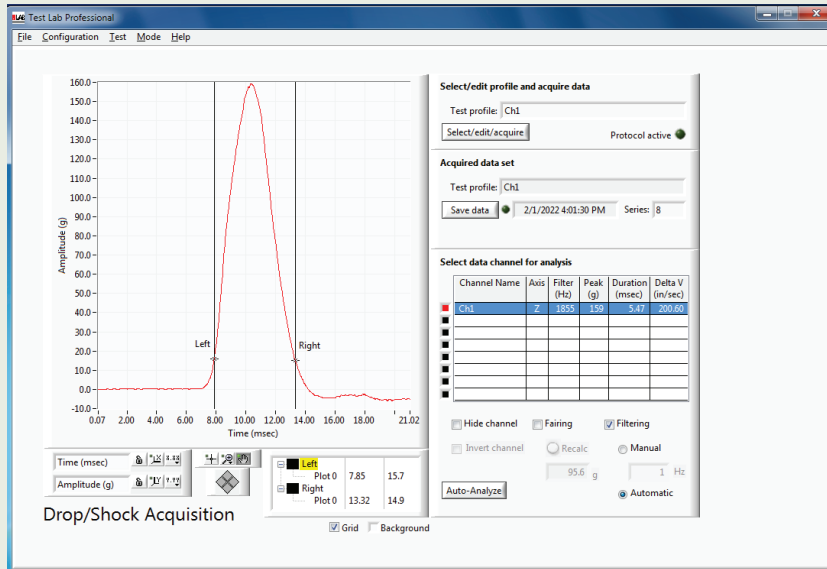 LAB Test Lab Professional
File Configuration Test Mode Help
160.0
150.0
140.0
130.0
120.0
110.0
100.0
90.0
80.0
70.0
60.0
50.0
40.0
30.0
20.0
10.0
0.0
-10.0
Amplitude (g)
Left
Right
0.07 2.00 4.00 6.00 8.00 10.00 12.00 14.00 16.00 18.00 21.02
Time (msec)
Time (msec)
Amplitude (g)
Left
Plot 0 7.85 15.7
Right
Plot 0 13.32 14.9
Drop/Shock Acquisition
Grid Background
Select/edit profile and acquire data
Test profile: Ch1
Select/edit/acquire Protocol active
Acquired data set
Test profile: Ch1
Save data 2/1/2022 4:01:30 PM Series: 8
Select data channel for analysis
Channel Name Axis Filter (Hz) Peak (g) Duration (msec) Delta V (in/sec)
Ch1 Z 1855 159 5.47 200.60
Hide channel Fairing Filtering
Invert channel Recalc Manual
95.6 g 1 Hz
Auto-Analyze Automatic